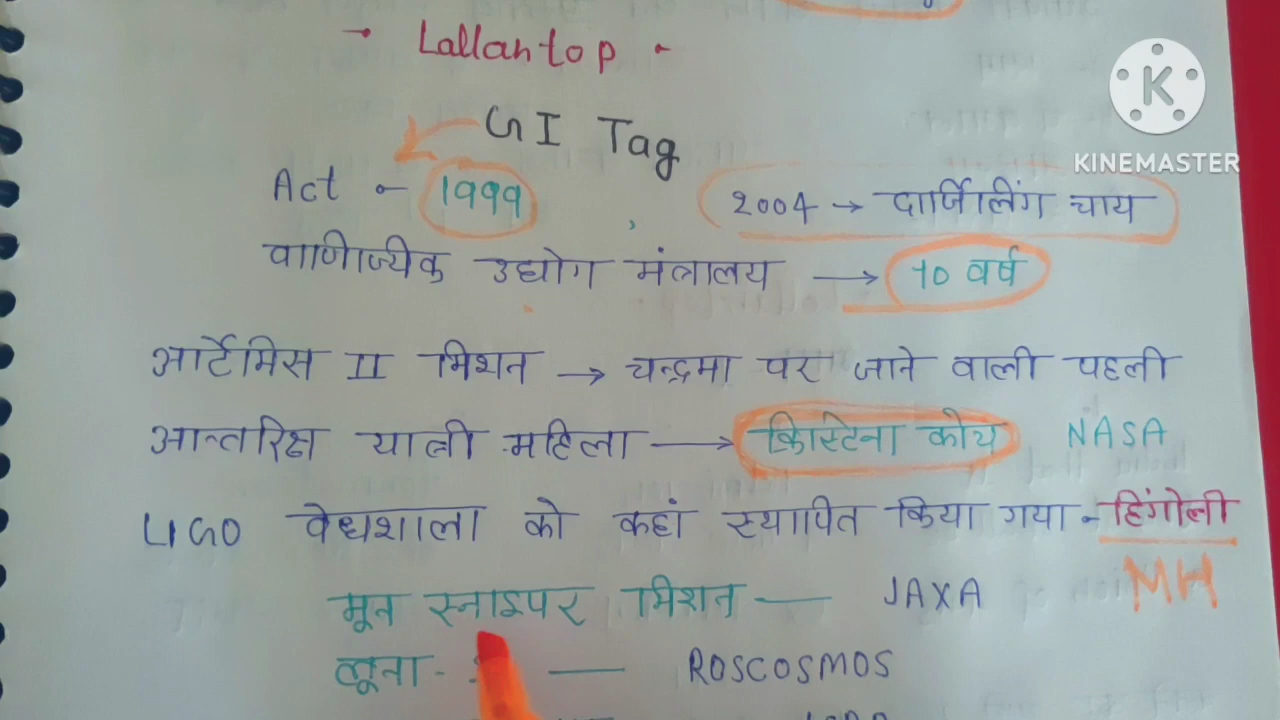 Lallantop
GI Tag
Act - 1999
2004 → दार्जिलिंग चाय
वाणिज्यिक उद्योग मंत्रालय → 10 वर्ष
आर्टेमिस II मिशन → चन्द्रमा पर जाने वाली पहली
आन्तरिक्ष यात्री महिला → क्रिस्टिना कोच NASA
LIGO वेधशाला को कहां स्थापित किया गया - हिंगोली
MH
मून स्नाइपर मिशन — JAXA
लूना - — ROSCOSMOS
K
KINEMASTER